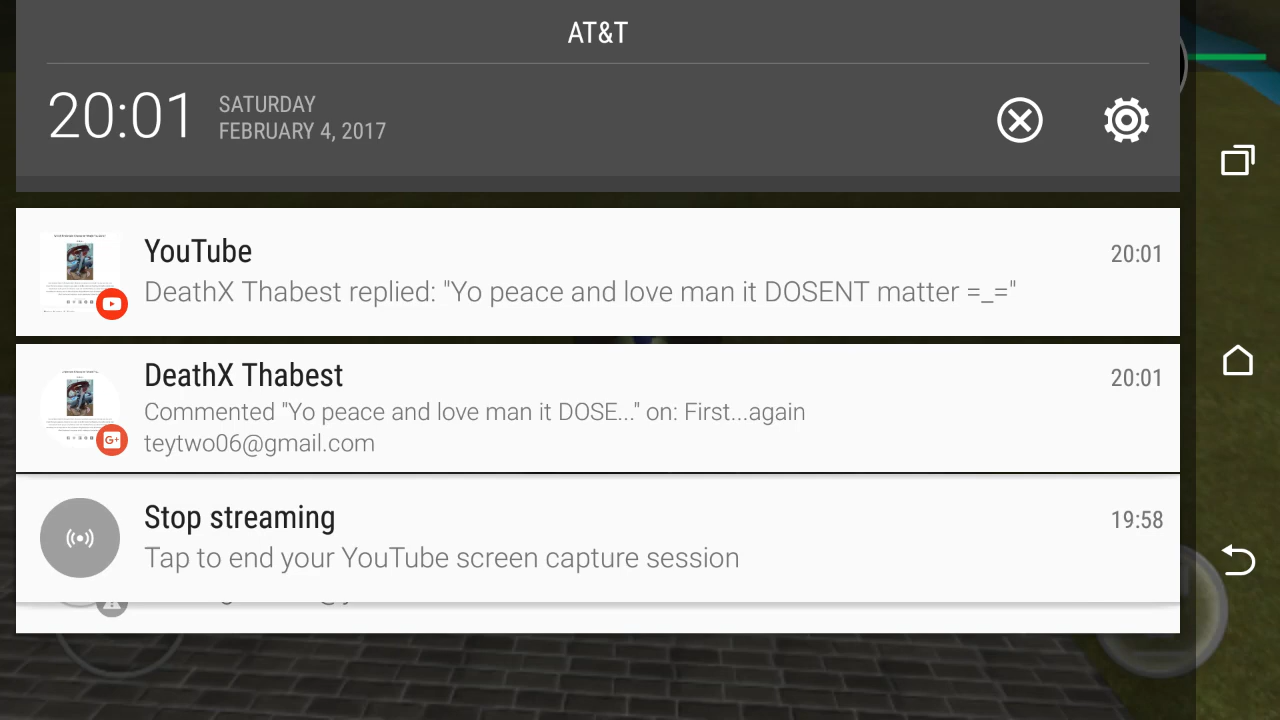 AT&T
20:01
SATURDAY
FEBRUARY 4, 2017
YouTube
20:01
DeathX Thabest replied: "Yo peace and love man it DOSENT matter =_="
DeathX Thabest
20:01
Commented "Yo peace and love man it DOSE..." on: First...again
teytwo06@gmail.com
G+
Stop streaming
19:58
Tap to end your YouTube screen capture session